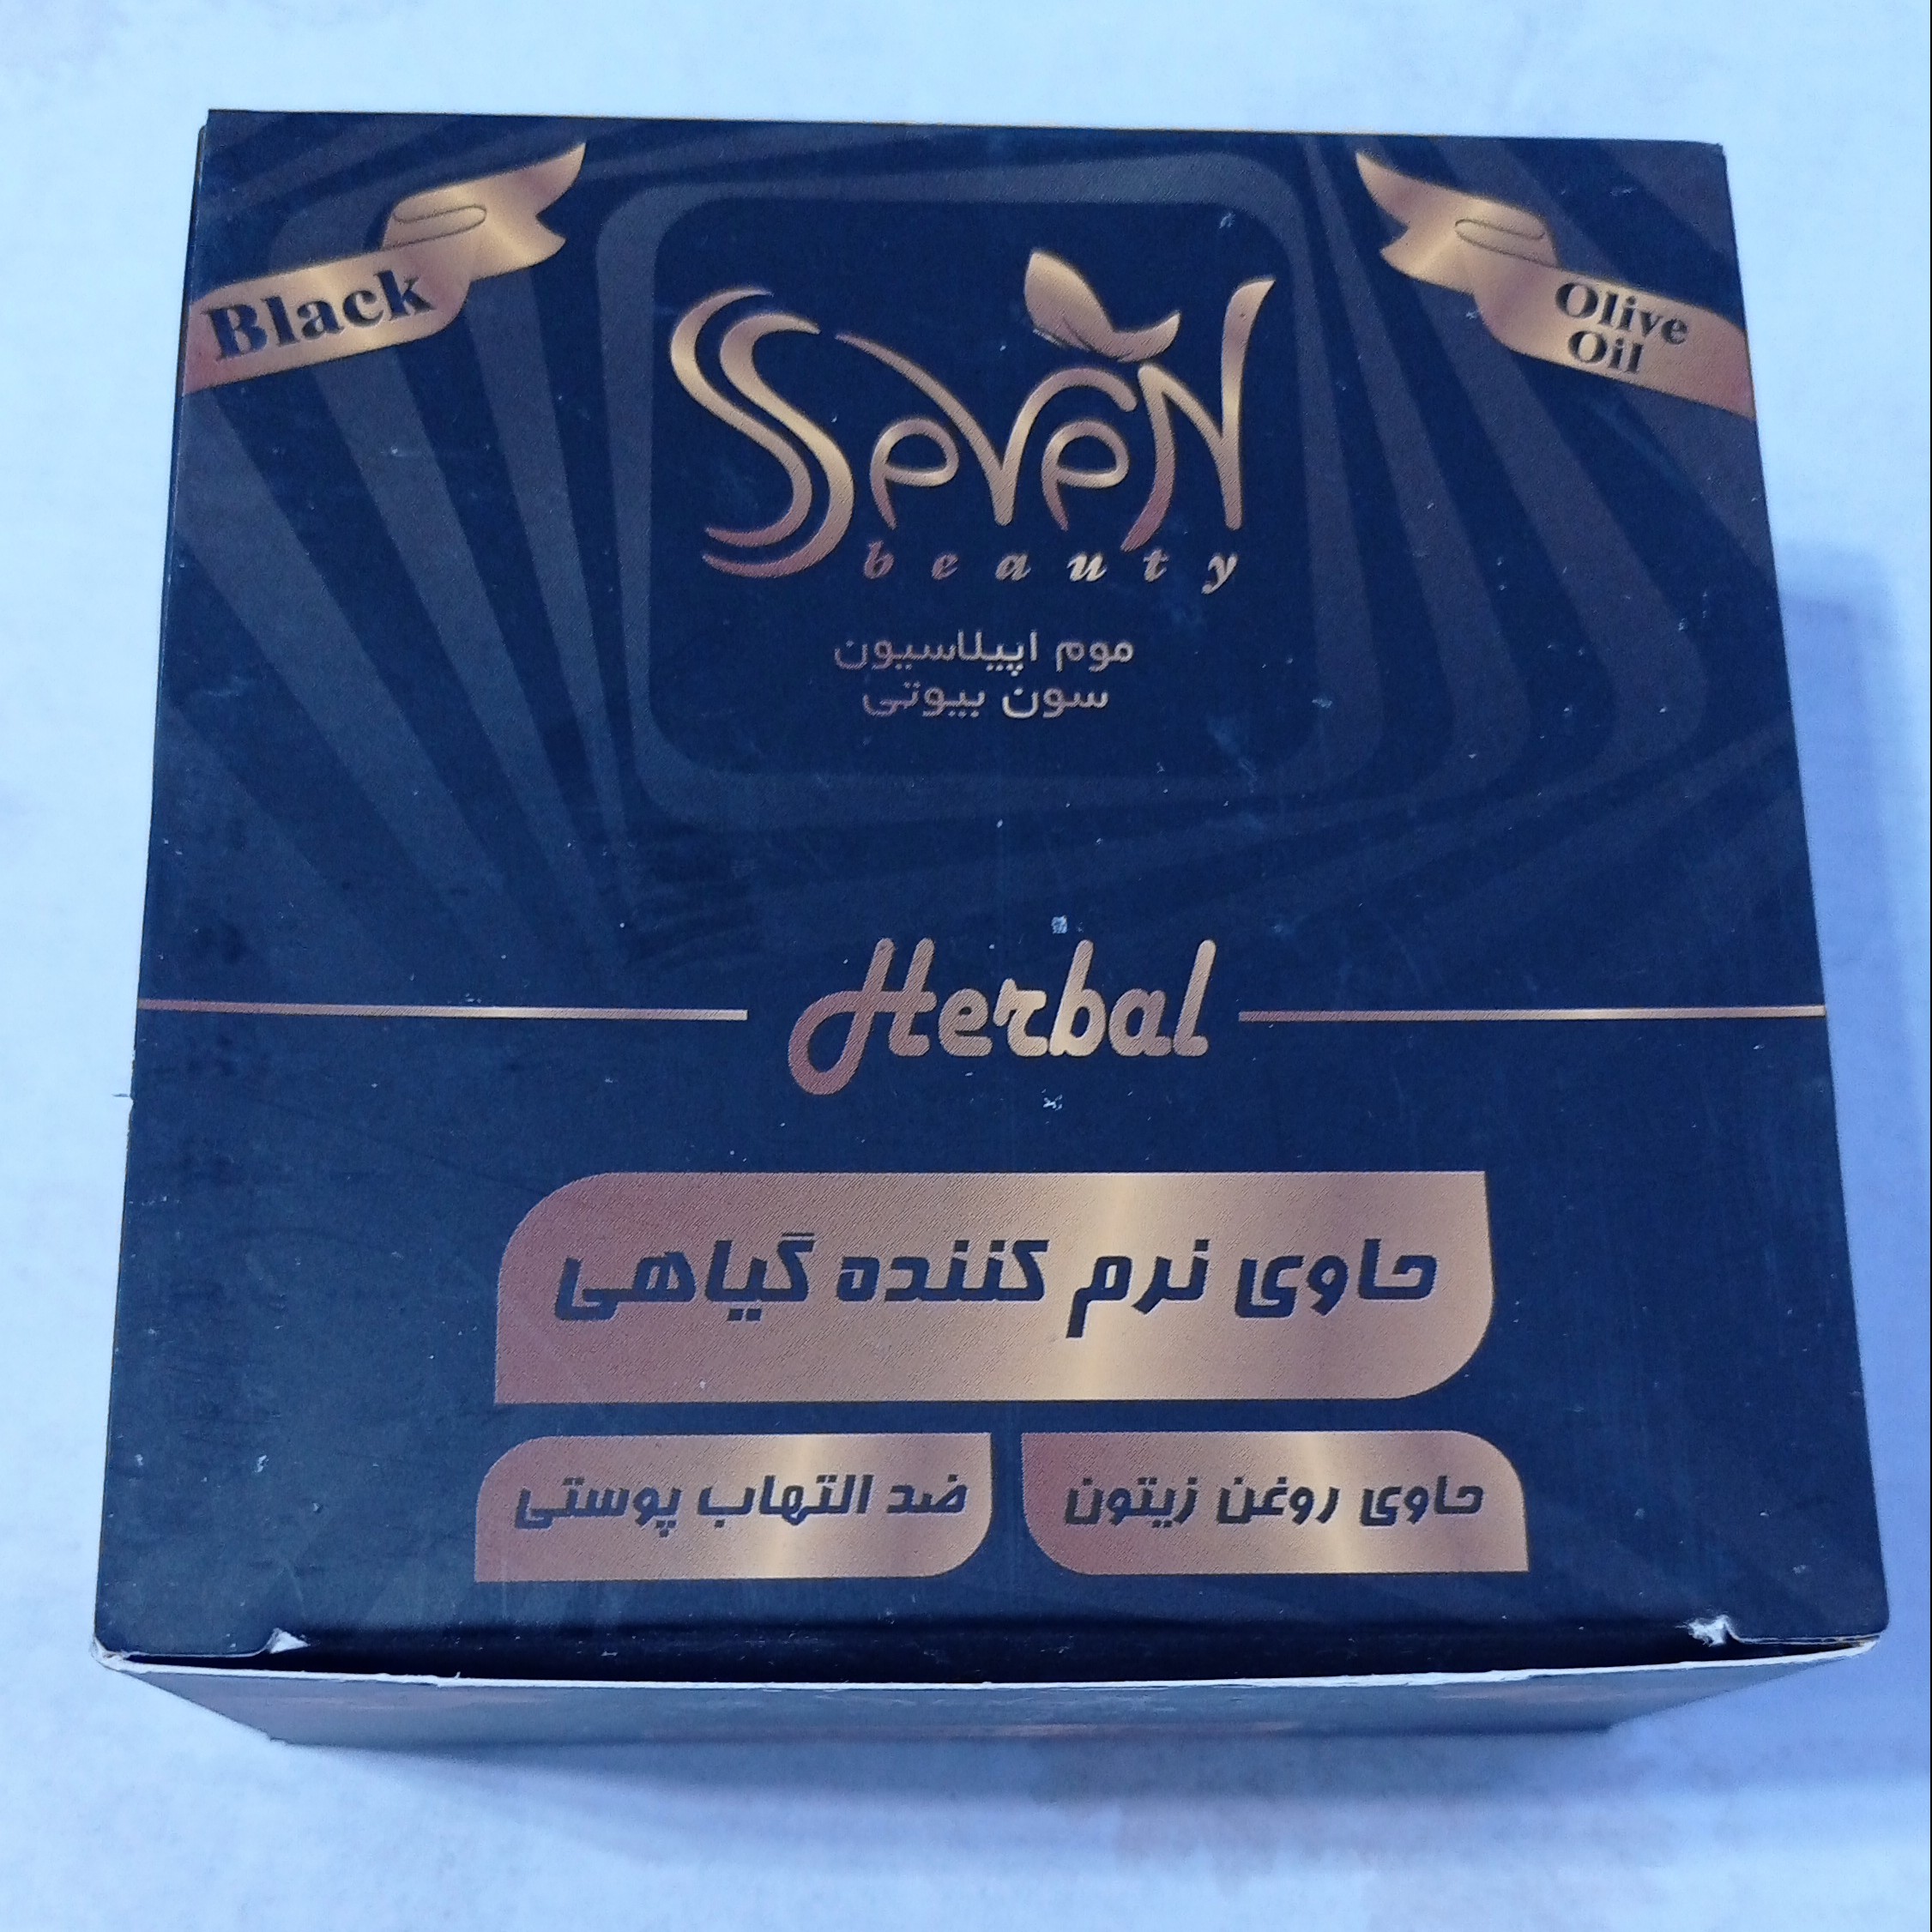 Black
Olive
Oil
Seven
beauty
موم اپیلاسیون
سون بیوتی
Herbal
حاوی نرم کننده گیاهی
حاوی روغن زیتون
ضد التهاب پوستی